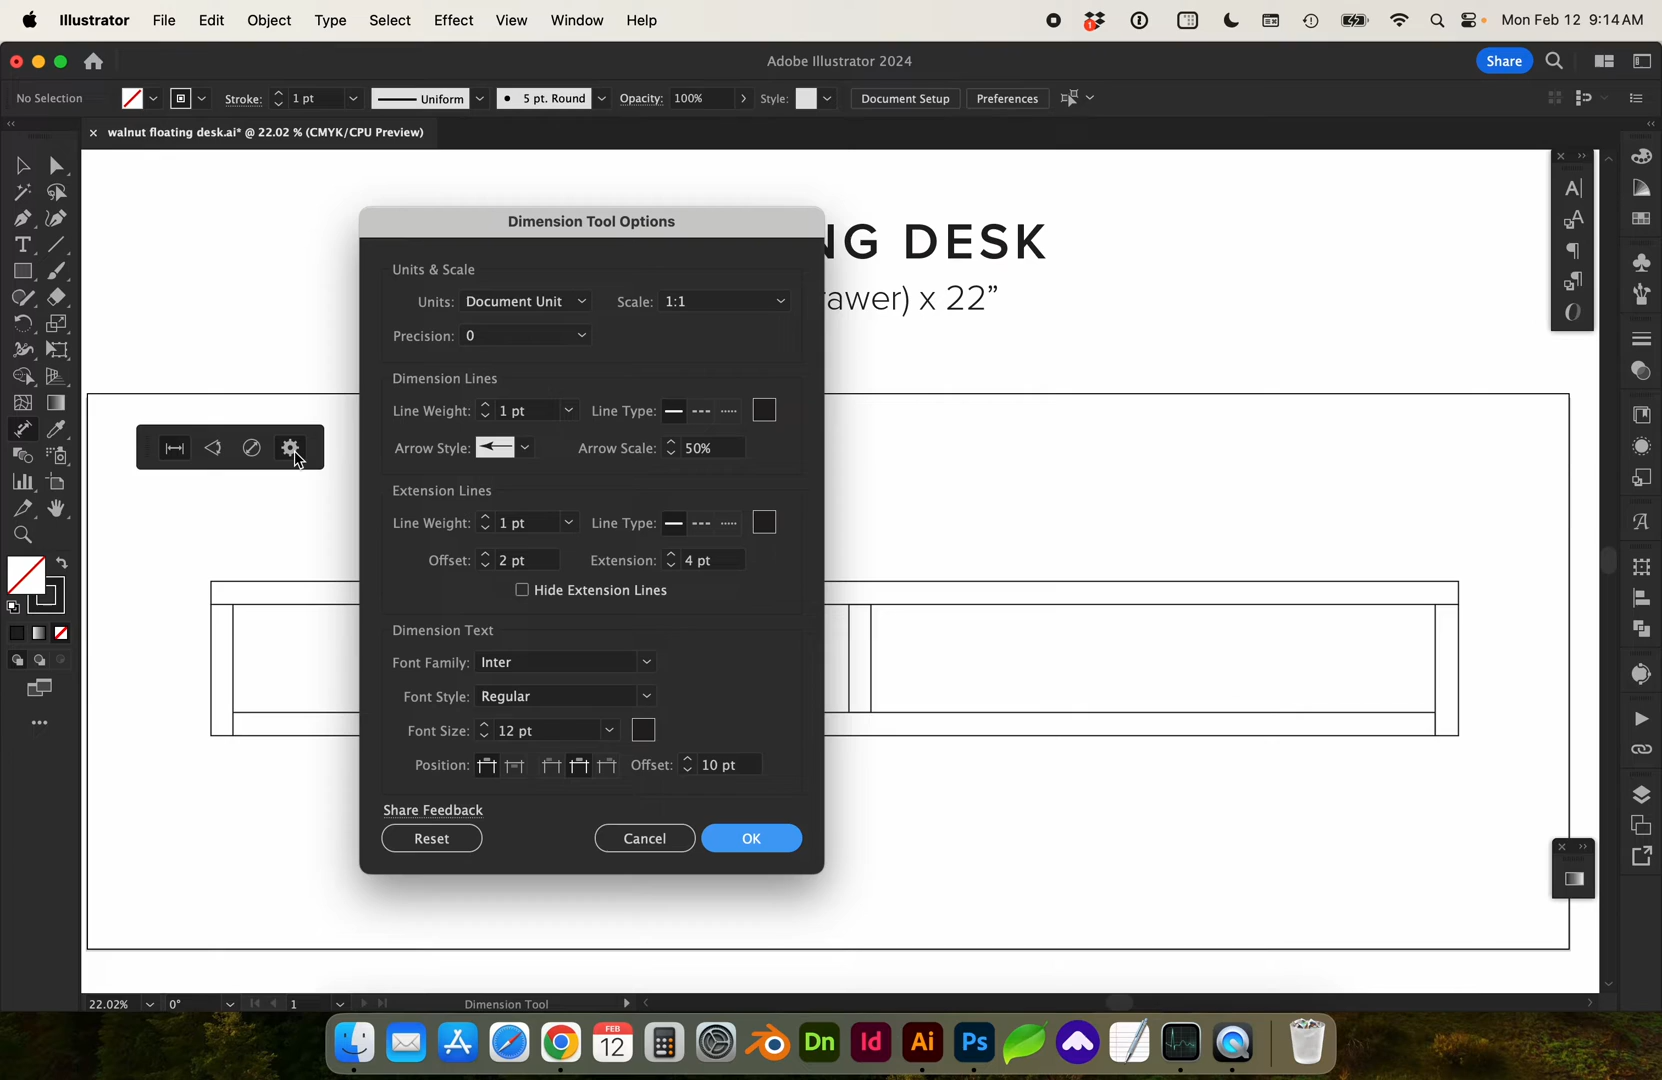 Illustrator File Edit Object Type Select Effect View Window Help
1
Mon Feb 12 9:14 AM
Adobe Illustrator 2024
Share
No Selection
Stroke: 1 pt
Uniform
5 pt. Round
Opacity: 100%
Style:
Document Setup
Preferences
× walnut floating desk.ai* @ 22.02 % (CMYK/CPU Preview)
NG DESK
rawer) x 22”
Dimension Tool Options
Units & Scale
Units: Document Unit
Scale: 1:1
Precision: 0
Dimension Lines
Line Weight: 1 pt
Line Type:
Arrow Style:
Arrow Scale: 50%
Extension Lines
Line Weight: 1 pt
Line Type:
Offset: 2 pt
Extension: 4 pt
Hide Extension Lines
Dimension Text
Font Family: Inter
Font Style: Regular
Font Size: 12 pt
Position:
Offset: 10 pt
Share Feedback
Reset
Cancel
OK
22.02%
0°
1
Dimension Tool
FEB
12
Dn
Id
Ai
Ps